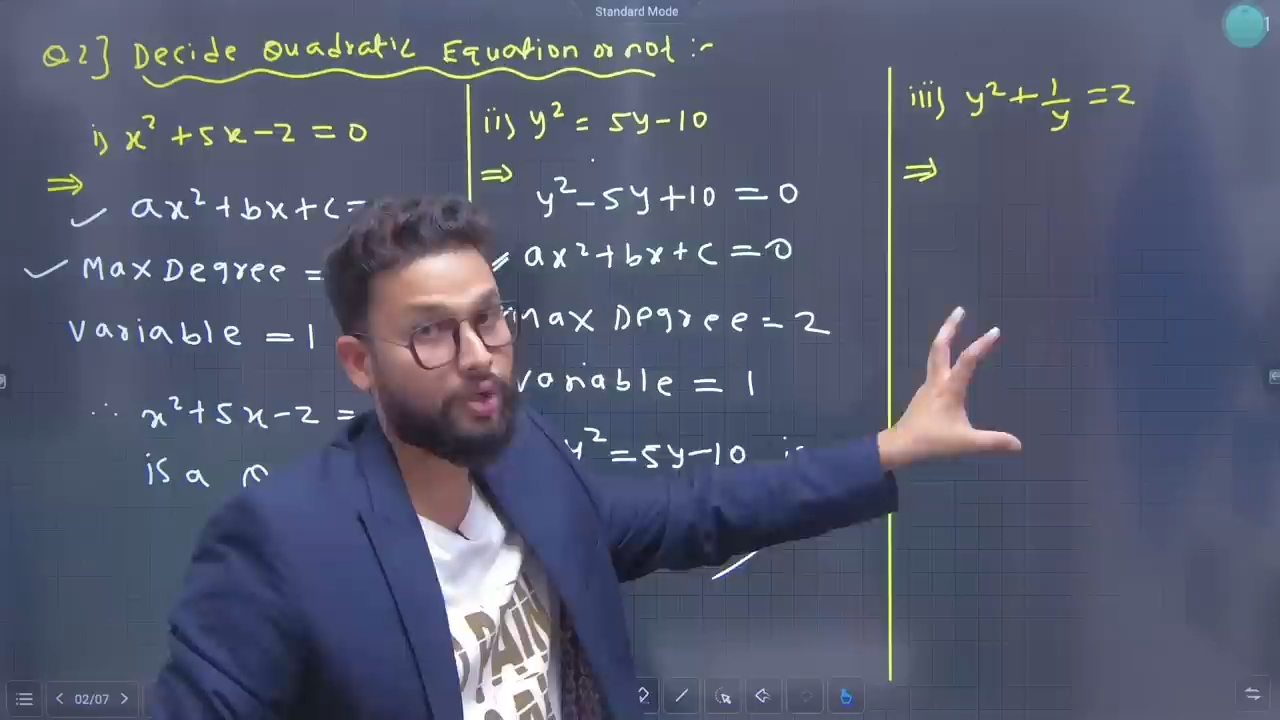 Standard Mode
1
Q2] Decide Quadratic Equation or not :-
i) x² + 5x - 2 = 0
⇒
ax² + bx + c =
✓ Max Degree =
variable = 1
∴ x² + 5x - 2 =
is a
ii) y² = 5y - 10
⇒ y² - 5y + 10 = 0
ax² + bx + c = 0
max Degree = 2
variable = 1
y² = 5y - 10
iii) y² + 1/y = 2
⇒
PAIN
02/07